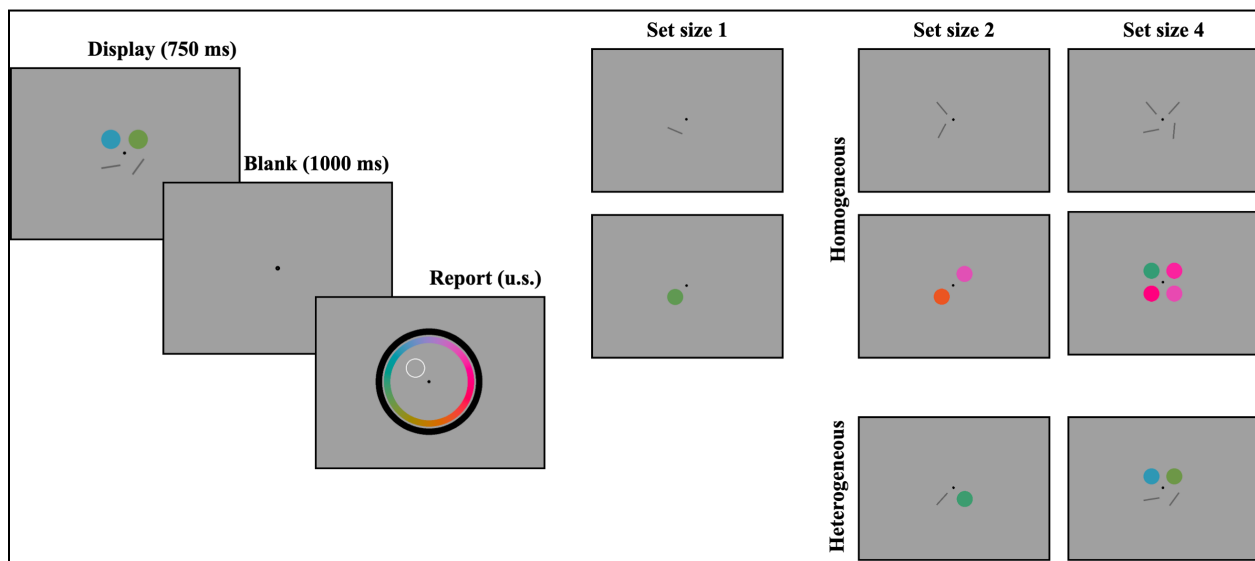 Display (750 ms)
Blank (1000 ms)
Report (u.s.)
Set size 1
Set size 2
Set size 4
Homogeneous
Heterogeneous